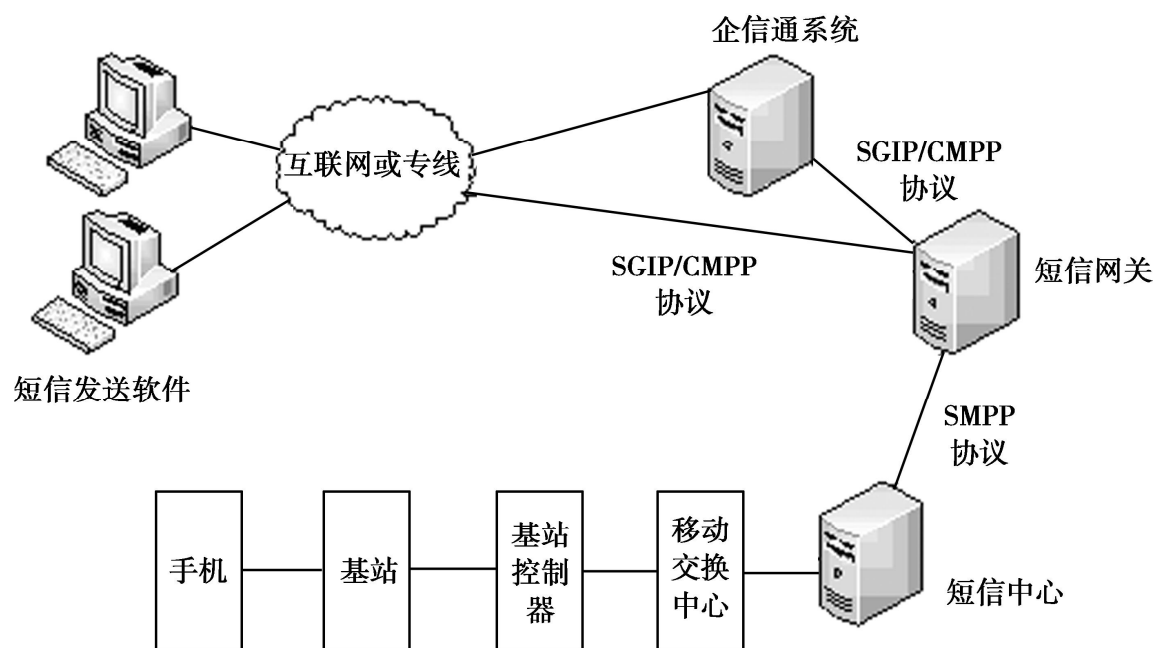 企信通系统
互联网或专线
SGIP/CMPP
协议
SGIP/CMPP
协议
短信网关
短信发送软件
SMPP
协议
手机
基站
基站
控制
器
移动
交换
中心
短信中心